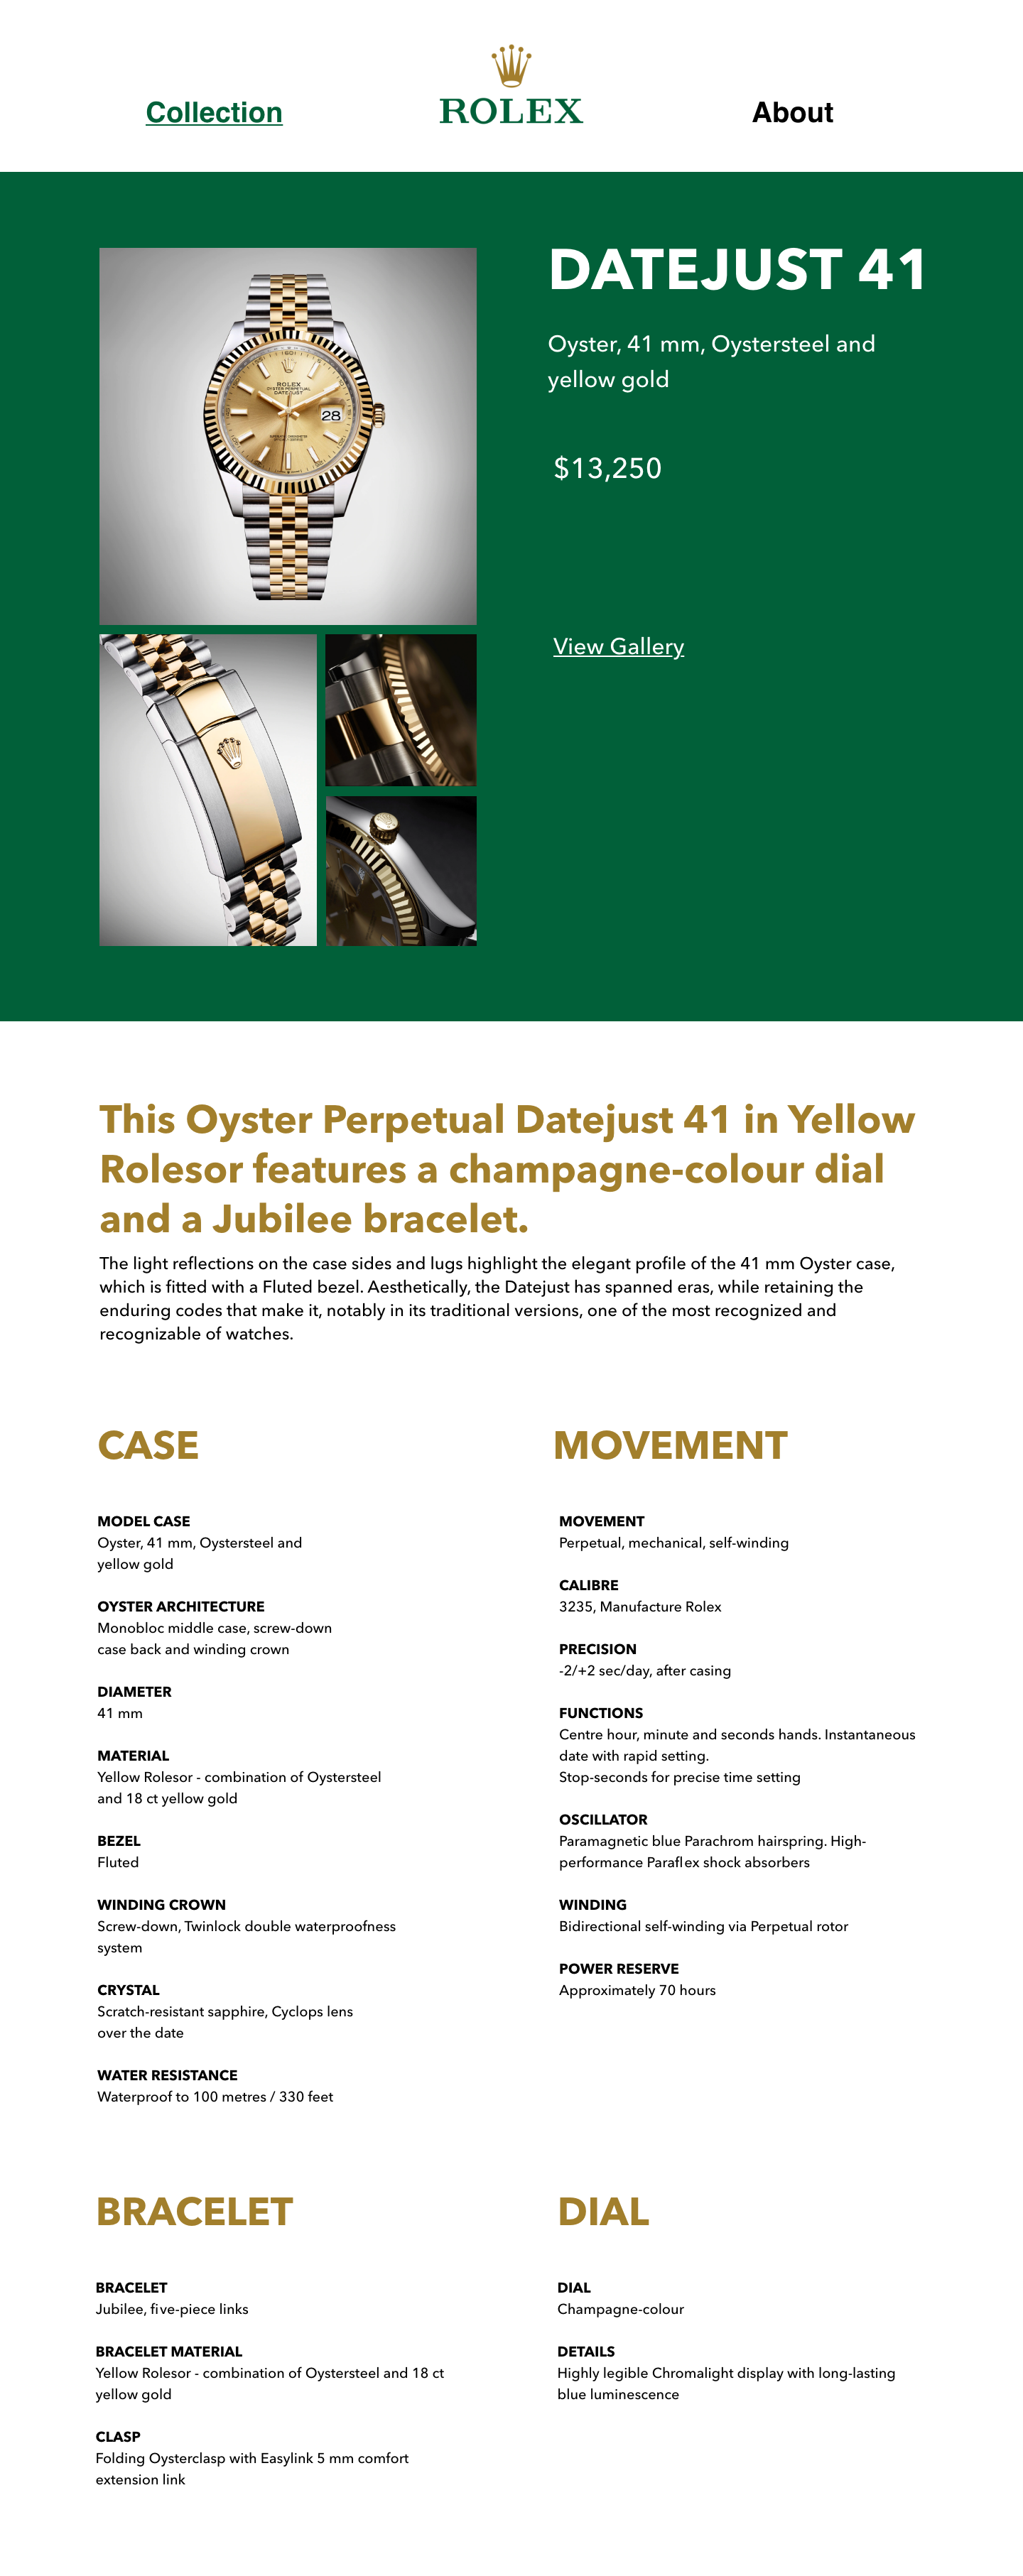 Collection
ROLEX
About
DATEJUST 41
Oyster, 41 mm, Oystersteel and
yellow gold
$13,250
ROLEX
OYSTER PERPETUAL
DATEJUST
28
View Gallery
This Oyster Perpetual Datejust 41 in Yellow
Rolesor features a champagne-colour dial
and a Jubilee bracelet.
The light reflections on the case sides and lugs highlight the elegant profile of the 41 mm Oyster case,
which is fitted with a Fluted bezel. Aesthetically, the Datejust has spanned eras, while retaining the
enduring codes that make it, notably in its traditional versions, one of the most recognized and
recognizable of watches.
CASE
MODEL CASE
Oyster, 41 mm, Oystersteel and
yellow gold
OYSTER ARCHITECTURE
Monobloc middle case, screw-down
case back and winding crown
DIAMETER
41 mm
MATERIAL
Yellow Rolesor - combination of Oystersteel
and 18 ct yellow gold
BEZEL
Fluted
WINDING CROWN
Screw-down, Twinlock double waterproofness
system
CRYSTAL
Scratch-resistant sapphire, Cyclops lens
over the date
WATER RESISTANCE
Waterproof to 100 metres / 330 feet
MOVEMENT
MOVEMENT
Perpetual, mechanical, self-winding
CALIBRE
3235, Manufacture Rolex
PRECISION
-2/+2 sec/day, after casing
FUNCTIONS
Centre hour, minute and seconds hands. Instantaneous
date with rapid setting.
Stop-seconds for precise time setting
OSCILLATOR
Paramagnetic blue Parachrom hairspring. High-
performance Paraflex shock absorbers
WINDING
Bidirectional self-winding via Perpetual rotor
POWER RESERVE
Approximately 70 hours
BRACELET
BRACELET
Jubilee, five-piece links
BRACELET MATERIAL
Yellow Rolesor - combination of Oystersteel and 18 ct
yellow gold
CLASP
Folding Oysterclasp with Easylink 5 mm comfort
extension link
DIAL
DIAL
Champagne-colour
DETAILS
Highly legible Chromalight display with long-lasting
blue luminescence